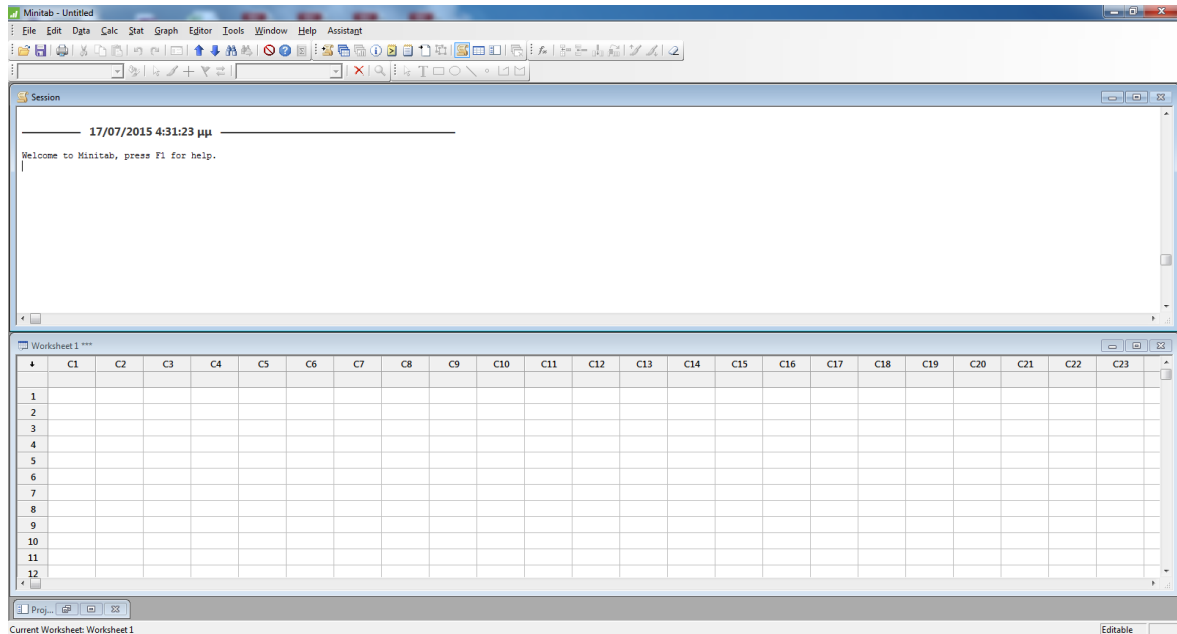 Minitab - Untitled
File Edit Data Calc Stat Graph Editor Tools Window Help Assistant
Session
17/07/2015 4:31:23 μμ
Welcome to Minitab, press F1 for help.
Worksheet 1 ***
C1 C2 C3 C4 C5 C6 C7 C8 C9 C10 C11 C12 C13 C14 C15 C16 C17 C18 C19 C20 C21 C22 C23
1
2
3
4
5
6
7
8
9
10
11
12
Proj...
Current Worksheet: Worksheet 1 Editable